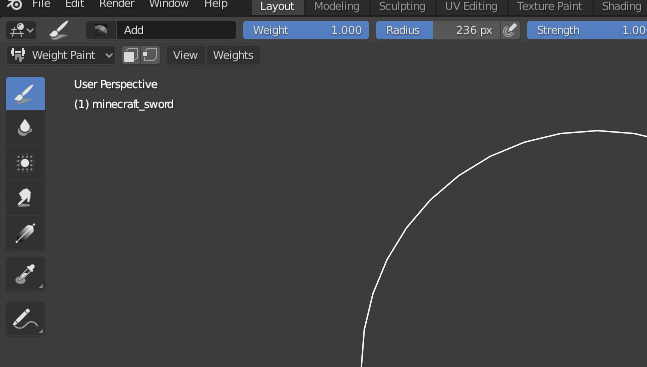 File Edit Render Window Help Layout Modeling Sculpting UV Editing Texture Paint Shading
Add Weight 1.000 Radius 236 px Strength 1.00
Weight Paint View Weights
User Perspective
(1) minecraft_sword